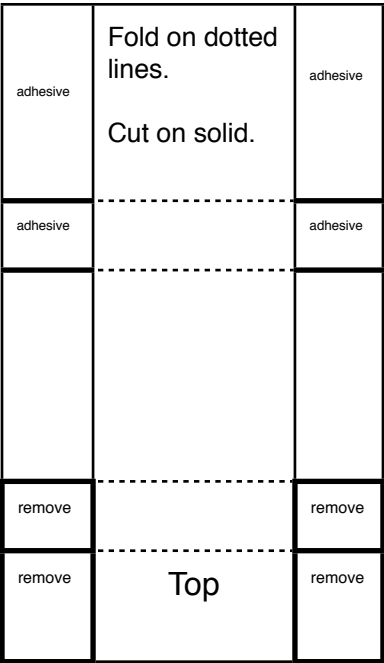 Fold on dotted
lines.
Cut on solid.
adhesive
adhesive
adhesive
adhesive
remove
remove
remove
Top
remove